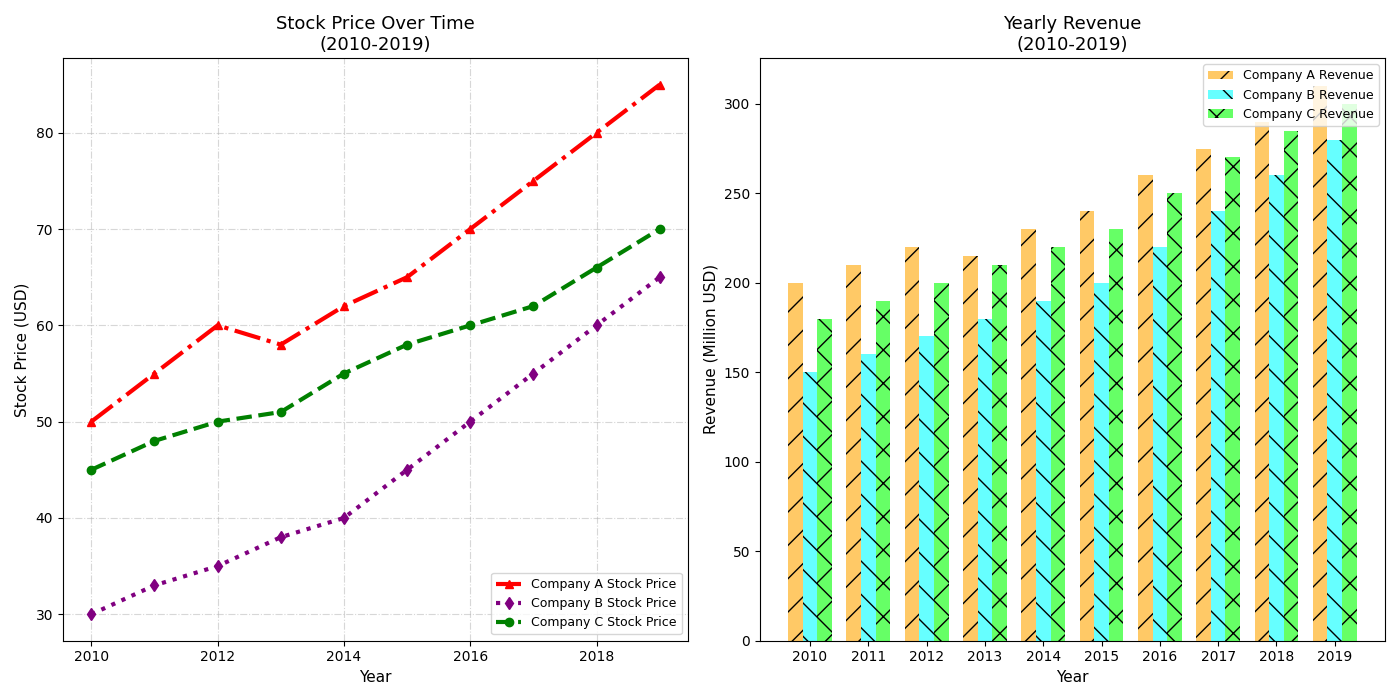 Stock Price Over Time
(2010-2019)
Stock Price (USD)
80
70
60
50
40
30
2010
2012
2014
2016
2018
Year
Company A Stock Price
Company B Stock Price
Company C Stock Price
Yearly Revenue
(2010-2019)
Revenue (Million USD)
300
250
200
150
100
50
0
2010
2011
2012
2013
2014
2015
2016
2017
2018
2019
Year
Company A Revenue
Company B Revenue
Company C Revenue